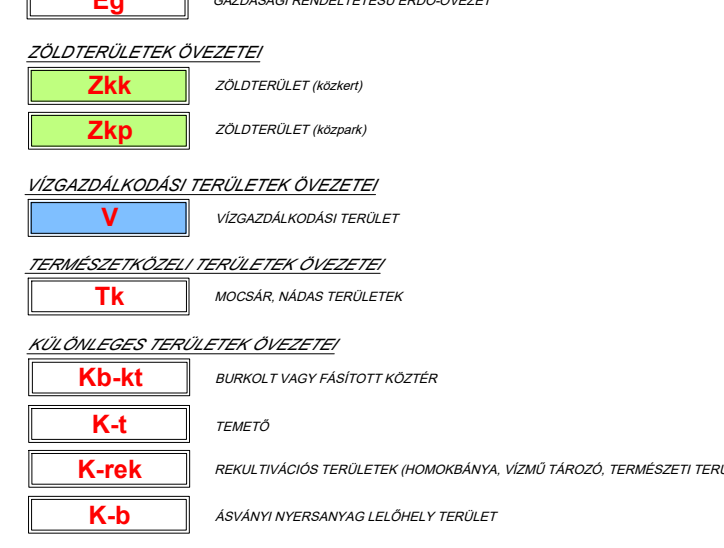 Eg GAZDASÁGI RENDELTETÉSŰ ERDŐ-ÖVEZET
ZÖLDTERÜLETEK ÖVEZETEI
Zkk ZÖLDTERÜLET (közkert)
Zkp ZÖLDTERÜLET (közpark)
VÍZGAZDÁLKODÁSI TERÜLETEK ÖVEZETEI
V VÍZGAZDÁLKODÁSI TERÜLET
TERMÉSZETKÖZELI TERÜLETEK ÖVEZETEI
Tk MOCSÁR, NÁDAS TERÜLETEK
KÜLÖNLEGES TERÜLETEK ÖVEZETEI
Kb-kt BURKOLT VAGY FÁSÍTOTT KÖZTÉR
K-t TEMETŐ
K-rek REKULTIVÁCIÓS TERÜLETEK (HOMOKBÁNYA, VÍZMŰ TÁROZÓ, TERMÉSZETI
K-b ÁSVÁNYI NYERSANYAG LELŐHELY TERÜLET